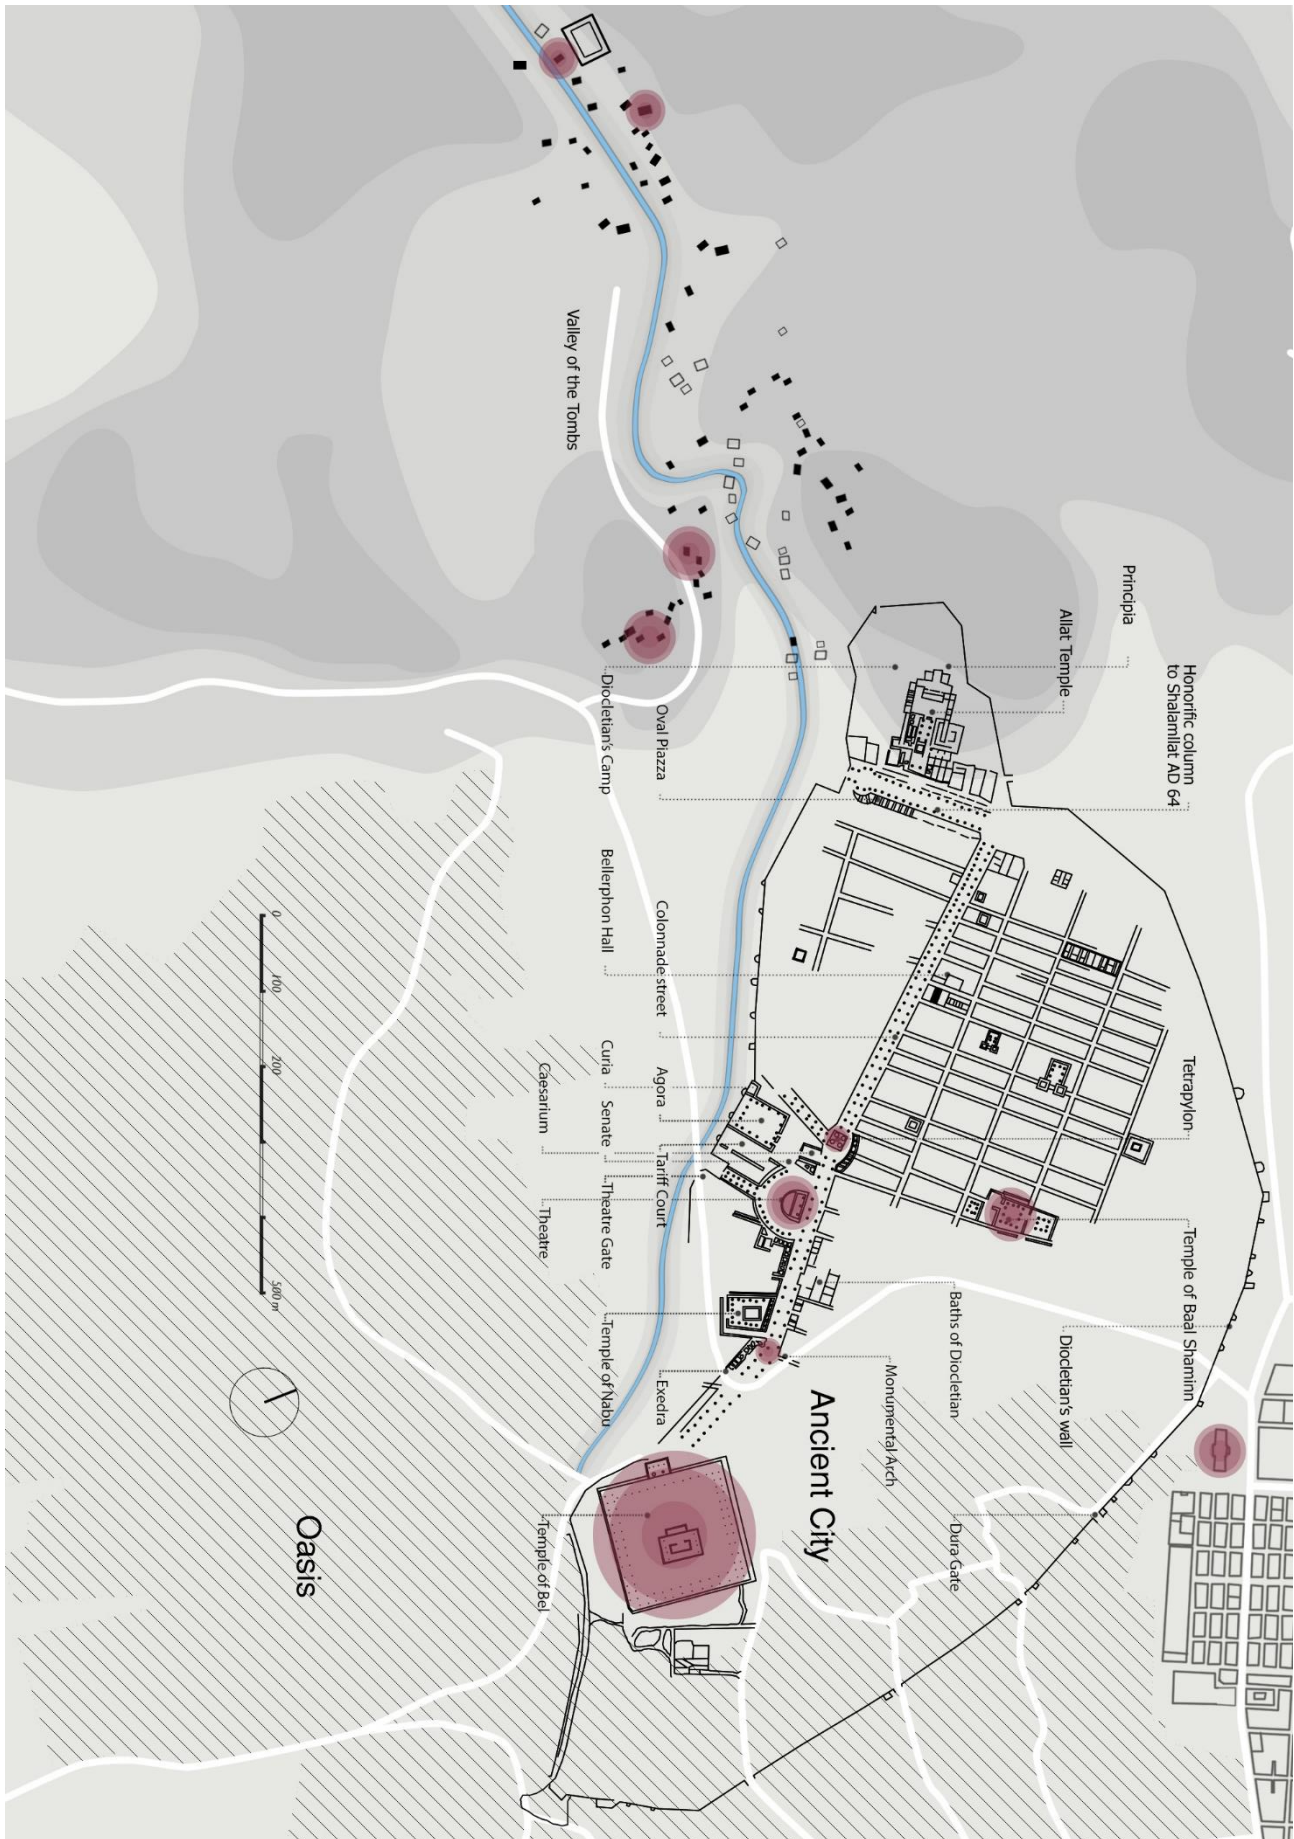 Principia
Allat Temple
Honorific column
to Shalamllat AD 64
Tetrapylon
Temple of Baal Shaminn
Diocletian's wall
Baths of Diocletian
Monumental Arch
Dura Gate
Ancient City
Valley of the Tombs
Oval Piazza
Diocletian's Camp
Colonnade street
Bellerphon Hall
Agora
Tariff Court
Exedra
Curia
Senate
Theatre Gate
Temple of Nabu
Caesarium
Theatre
Temple of Bel
0
100
200
500 m
Oasis